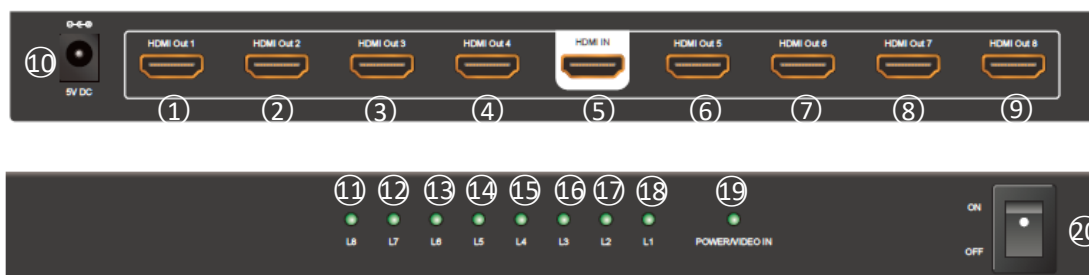 HDMI Out 1 HDMI Out 2 HDMI Out 3 HDMI Out 4 HDMI IN HDMI Out 5 HDMI Out 6 HDMI Out 7 HDMI Out 8
⑩
5V DC
① ② ③ ④ ⑤ ⑥ ⑦ ⑧ ⑨
⑪ ⑫ ⑬ ⑭ ⑮ ⑯ ⑰ ⑱ ⑲
ON
⑳
L8 L7 L6 L5 L4 L3 L2 L1 POWER/VIDEO IN
OFF